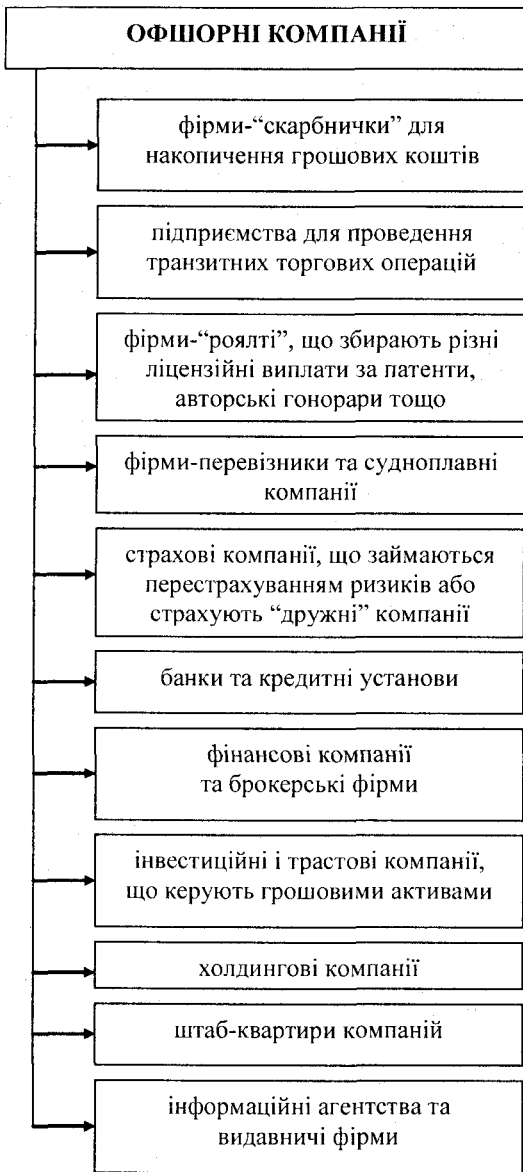 ОФШОРНІ КОМПАНІЇ
фірми-“скарбнички” для
накопичення грошових коштів
підприємства для проведення
транзитних торгових операцій
фірми-“роялті”, що збирають різні
ліцензійні виплати за патенти,
авторські гонорари тощо
фірми-перевізники та судноплавні
компанії
страхові компанії, що займаються
перестрахуванням ризиків або
страхують “дружні” компанії
банки та кредитні установи
фінансові компанії
та брокерські фірми
інвестиційні і трастові компанії,
що керують грошовими активами
холдингові компанії
штаб-квартири компаній
інформаційні агентства та
видавничі фірми